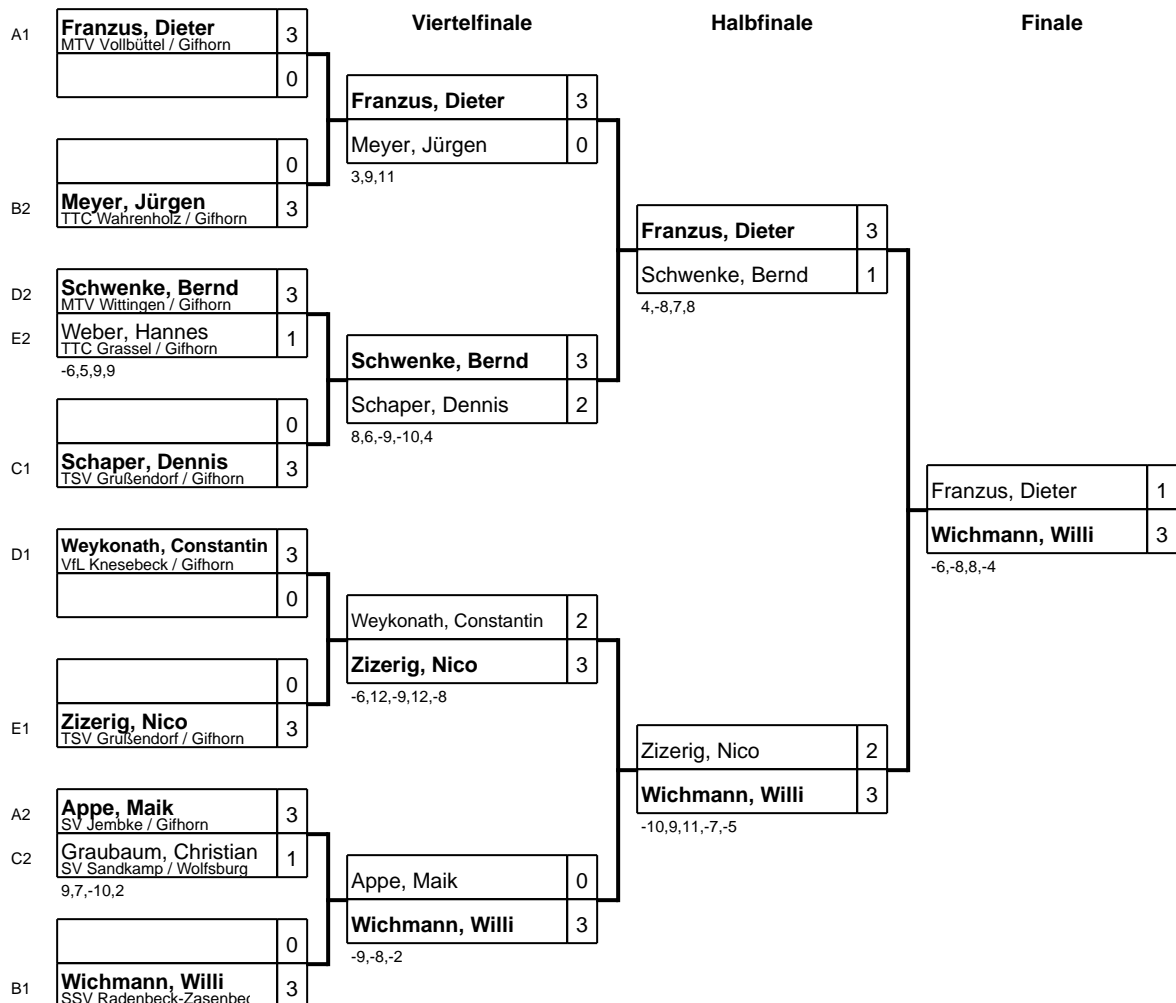 Viertelfinale
Halbfinale
Finale
A1
Franzus, Dieter 3
MTV Vollbüttel / Gifhorn
0
0
B2
Meyer, Jürgen 3
TTC Wahrenholz / Gifhorn
D2
Schwenke, Bernd 3
MTV Wittingen / Gifhorn
E2
Weber, Hannes 1
TTC Grassel / Gifhorn
-6,5,9,9
0
C1
Schaper, Dennis 3
TSV Grußendorf / Gifhorn
D1
Weykonath, Constantin 3
VfL Knesebeck / Gifhorn
0
0
E1
Zizerig, Nico 3
TSV Grußendorf / Gifhorn
A2
Appe, Maik 3
SV Jembke / Gifhorn
C2
Graubaum, Christian 1
SV Sandkamp / Wolfsburg
9,7,-10,2
0
B1
Wichmann, Willi 3
SSV Radenbeck-Zasenbec
Franzus, Dieter 3
Meyer, Jürgen 0
3,9,11
Schwenke, Bernd 3
Schaper, Dennis 2
8,6,-9,-10,4
Weykonath, Constantin 2
Zizerig, Nico 3
-6,12,-9,12,-8
Appe, Maik 0
Wichmann, Willi 3
-9,-8,-2
Franzus, Dieter 3
Schwenke, Bernd 1
4,-8,7,8
Zizerig, Nico 2
Wichmann, Willi 3
-10,9,11,-7,-5
Franzus, Dieter 1
Wichmann, Willi 3
-6,-8,8,-4